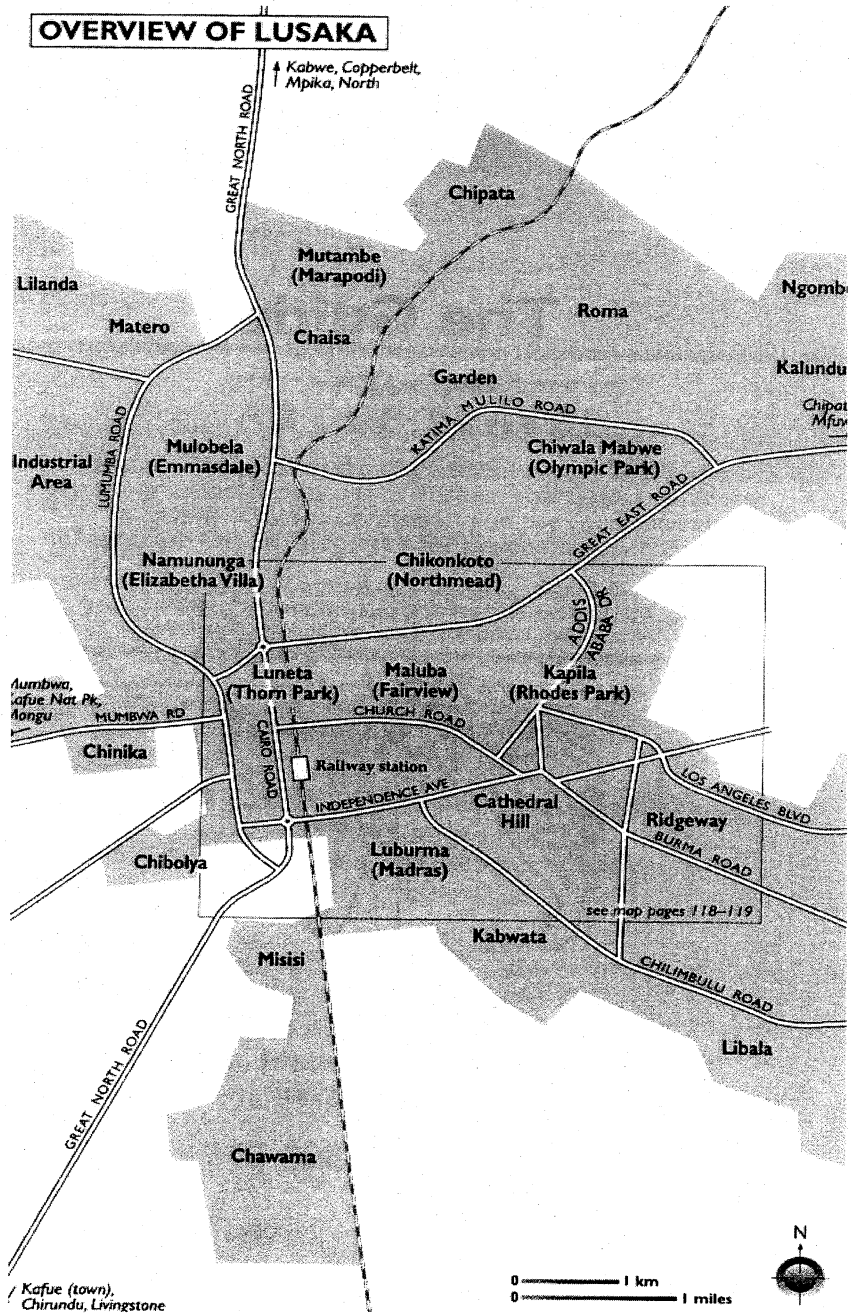 OVERVIEW OF LUSAKA
Kabwe, Copperbelt,
Mpika, North
GREAT NORTH ROAD
Chipata
Mutambe
(Marapodi)
Lilanda
Ngombe
Roma
Matero
Chaisa
Kalundu
Garden
Chipat
Mfuw
KATIMA MULILO ROAD
LUMUMBA ROAD
Mulobela
(Emmasdale)
Chiwala Mabwe
(Olympic Park)
Industrial
Area
GREAT EAST ROAD
Namununga
(Elizabetha Villa)
Chikonkoto
(Northmead)
ADDIS
ABABA DR
Luneta
(Thorn Park)
Maluba
(Fairview)
Kapila
(Rhodes Park)
Mumbwa,
Kafue Nat Pk,
Mongu
MUMBWA RD
CHURCH ROAD
Chinika
CAIRO ROAD
Railway station
INDEPENDENCE AVE
Cathedral
Hill
LOS ANGELES BLVD
Ridgeway
BURMA ROAD
Chibolya
Luburma
(Madras)
see map pages 118–119
Kabwata
Misisi
CHILIMBULU ROAD
Libala
GREAT NORTH ROAD
Chawama
N
Kafue (town),
Chirundu, Livingstone
0 1 km
0 1 miles